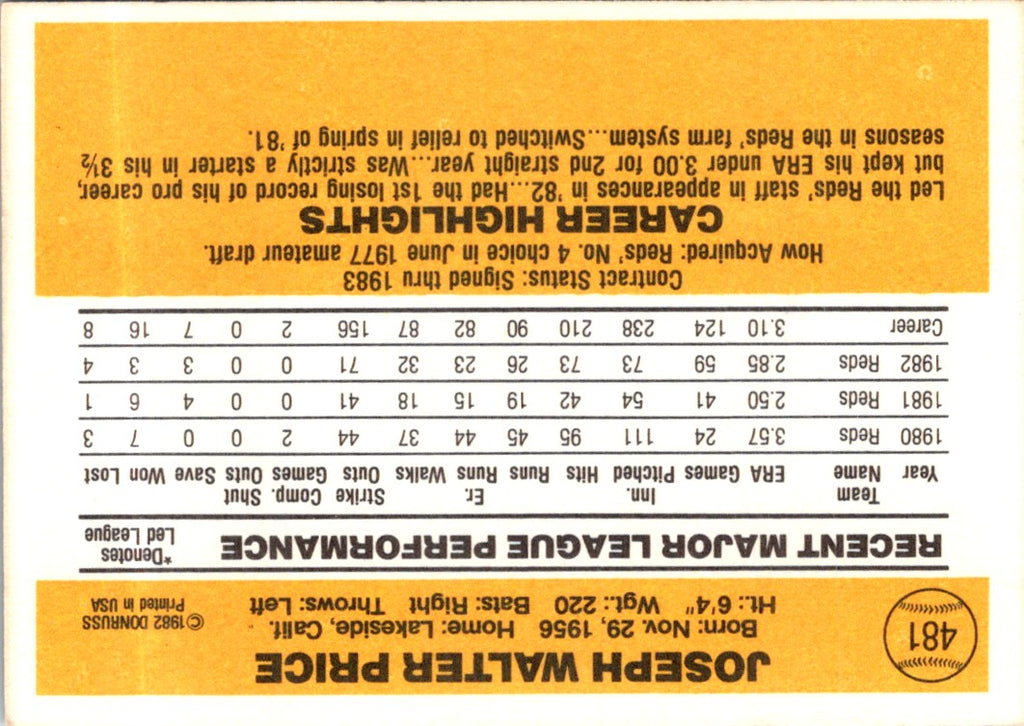 481
JOSEPH WALTER PRICE
Born: Nov. 29, 1956 Home: Lakeside, Calif.
Ht.: 6'4" Wgt.: 220 Bats: Right Throws: Left
©1982 DONRUSS
Printed in USA
RECENT MAJOR LEAGUE PERFORMANCE
*Denotes
Led League
Team Inn. Er. Strike Comp. Shut
Year Name ERA Games Pitched Hits Runs Runs Walks Outs Games Outs Save Won Lost
1980 Reds 3.57 24 111 95 45 44 37 44 2 0 0 7 3
1981 Reds 2.50 41 54 42 19 15 18 41 0 0 4 6 1
1982 Reds 2.85 59 73 73 26 23 32 71 0 0 3 3 4
Career 3.10 124 238 210 90 82 87 156 2 0 7 16 8
Contract Status: Signed thru 1983
How Acquired: Reds' No. 4 choice in June 1977 amateur draft.
CAREER HIGHLIGHTS
Led the Reds' staff in appearances in '82...Had the 1st losing record of his pro career,
but kept his ERA under 3.00 for 2nd straight year...Was strictly a starter in his 3½
seasons in the Reds' farm system...Switched to relief in spring of '81.